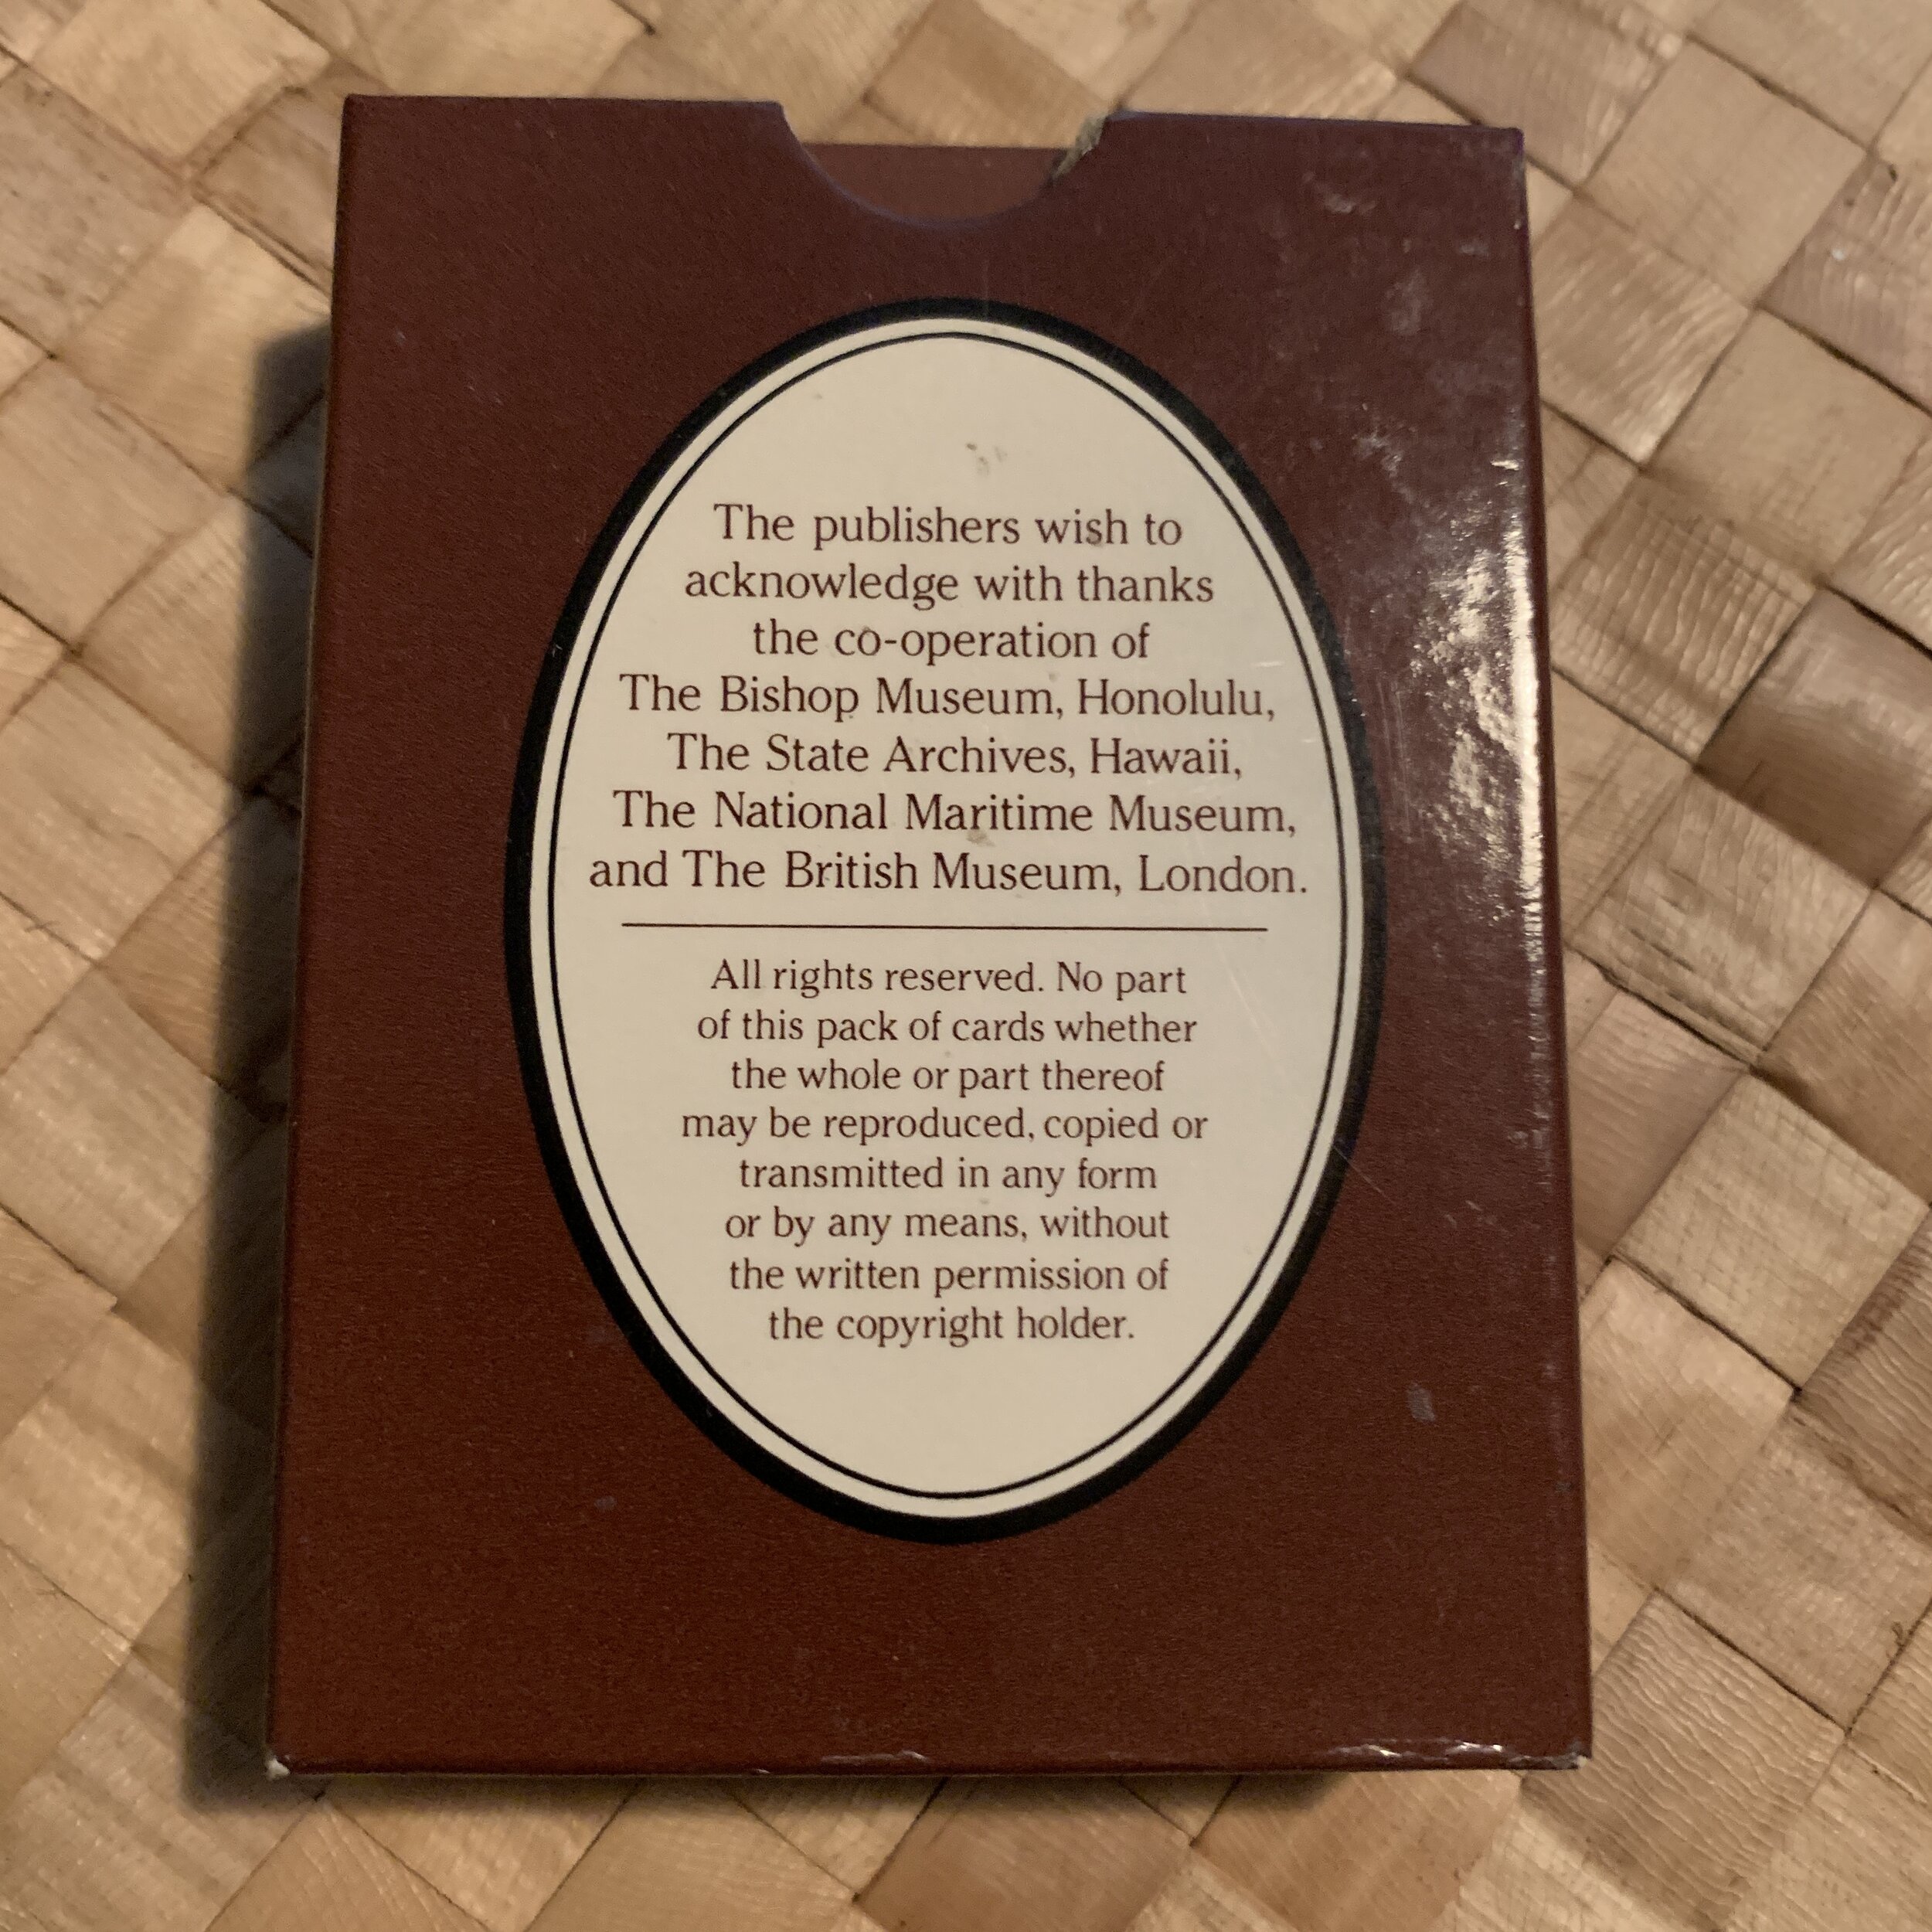 The publishers wish to
acknowledge with thanks
the co-operation of
The Bishop Museum, Honolulu,
The State Archives, Hawaii,
The National Maritime Museum,
and The British Museum, London.
All rights reserved. No part
of this pack of cards whether
the whole or part thereof
may be reproduced, copied or
transmitted in any form
or by any means, without
the written permission of
the copyright holder.